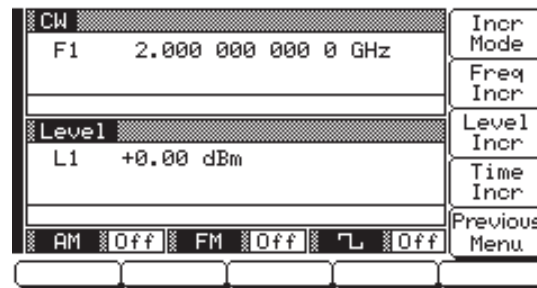 CW
F1 2.000 000 000 0 GHz
Level
L1 +0.00 dBm
AM Off FM Off Off
Incr
Mode
Freq
Incr
Level
Incr
Time
Incr
Previous
Menu